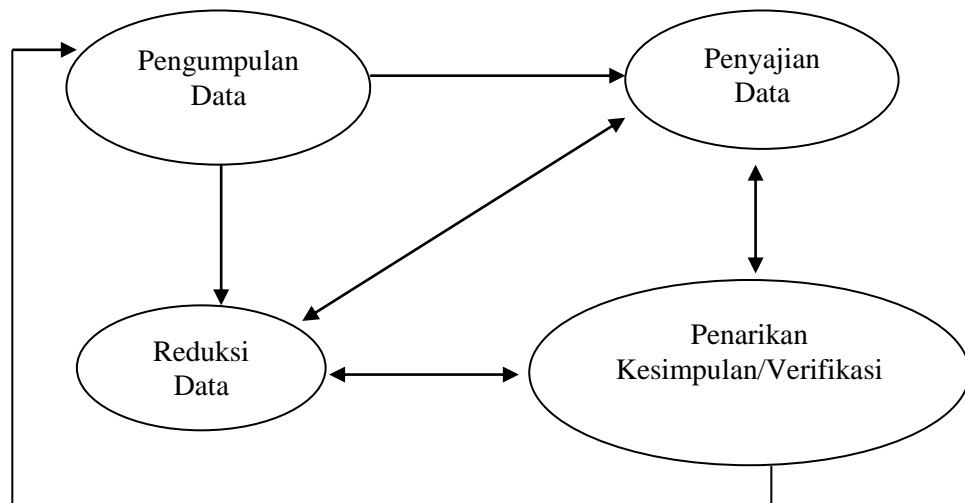 Pengumpulan
Data
Penyajian
Data
Reduksi
Data
Penarikan
Kesimpulan/Verifikasi